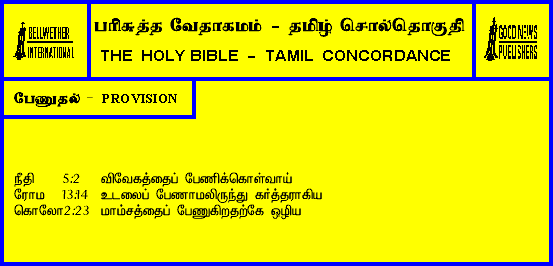 BELLWETHER
INTERNATIONAL
பரிசுத்த வேதாகமம் - தமிழ் சொல்தொகுதி
THE HOLY BIBLE - TAMIL CONCORDANCE
GOOD NEWS
PUBLISHERS
பேணுதல் - PROVISION
நீதி 5:2 விவேகத்தைப் பேணிக்கொள்வாய்
ரோம 13:14 உடலைப் பேணாமலிருந்து கர்த்தராகிய
கொலோ2:23 மாம்சத்தைப் பேணுகிறதற்கே ஒழிய